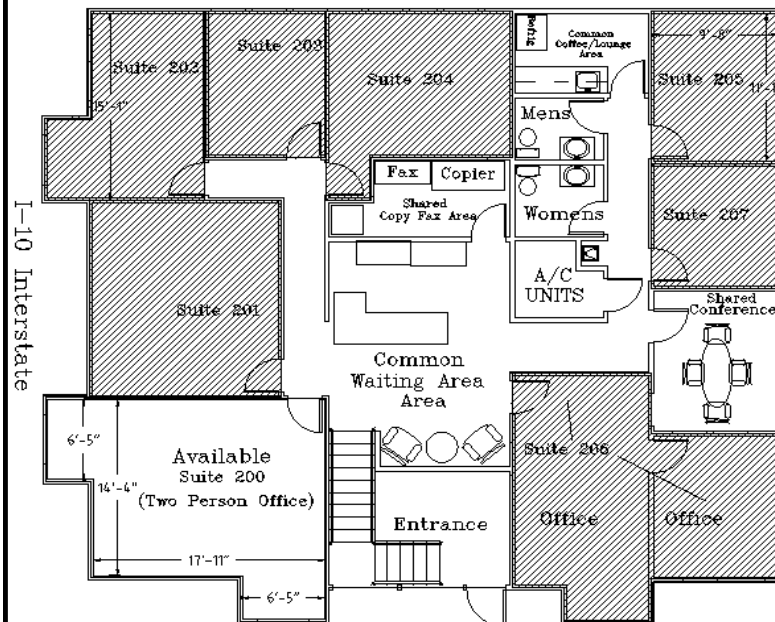 Suite 202
15'-1"
Suite 203
Suite 204
Refrig
Common
Coffee/Lounge
Area
9'-8"
Suite 205
Mens
Fax
Copier
Shared
Copy Fax Area
Womens
Suite 207
I-10 Interstate
Suite 201
A/C
UNITS
Shared
Conference
Common
Waiting Area
Area
6'-5"
14'-4"
Available
Suite 200
(Two Person Office)
17'-11"
6'-5"
Entrance
Suite 206
Office
Office